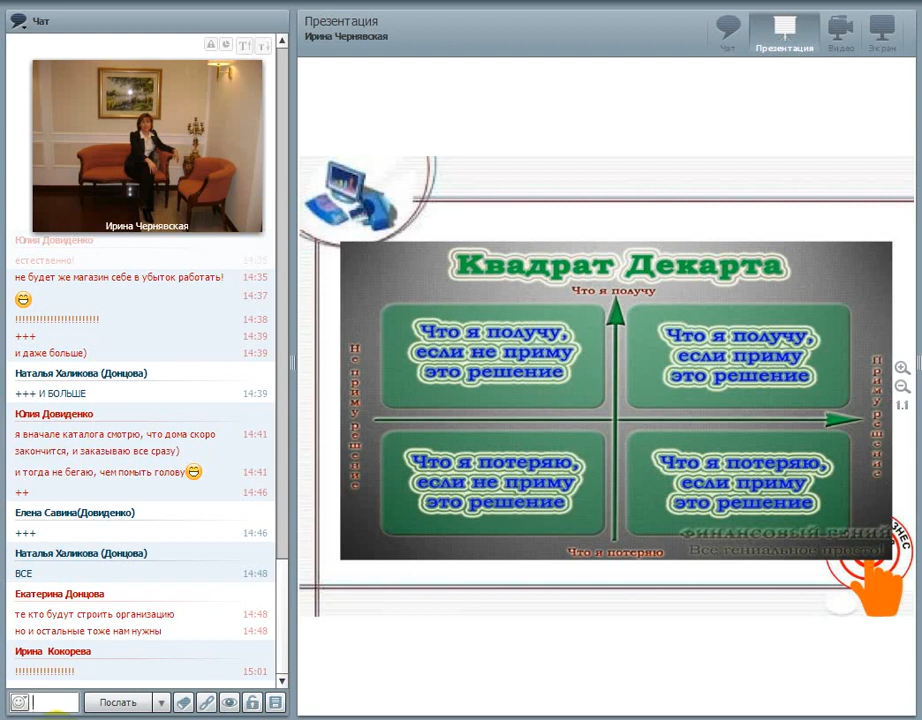 Чат
Ирина Чернявская
Юлия Довиденко
естественно! 14:35
не будет же магазин себе в убыток работать! 14:35
14:37
!!!!!!!!!!!!!!!!!!!!!!!! 14:38
+++ 14:39
и даже больше) 14:39
Наталья Халикова (Донцова)
+++ И БОЛЬШЕ 14:39
Юлия Довиденко
я вначале каталога смотрю, что дома скоро 14:41
закончится, и заказываю все сразу)
и тогда не бегаю, чем помыть голову 14:41
++ 14:46
Елена Савина(Довиденко)
+++ 14:46
Наталья Халикова (Донцова)
ВСЕ 14:48
Екатерина Донцова
те кто будут строить организацию 14:48
но и остальные тоже нам нужны 14:48
Ирина Кокорева
!!!!!!!!!!!!!!!!! 15:01
Послать
Презентация
Ирина Чернявская
Чат
Презентация
Видео
Экран
Квадрат Декарта
Что я получу
Что я получу,
если не приму
это решение
Что я получу,
если приму
это решение
Не приму решение
Приму решение
Что я потеряю,
если не приму
это решение
Что я потеряю,
если приму
это решение
Что я потеряю
ФИНАНСОВЫЙ ГЕНИЙ
Все гениальное просто!
1.1